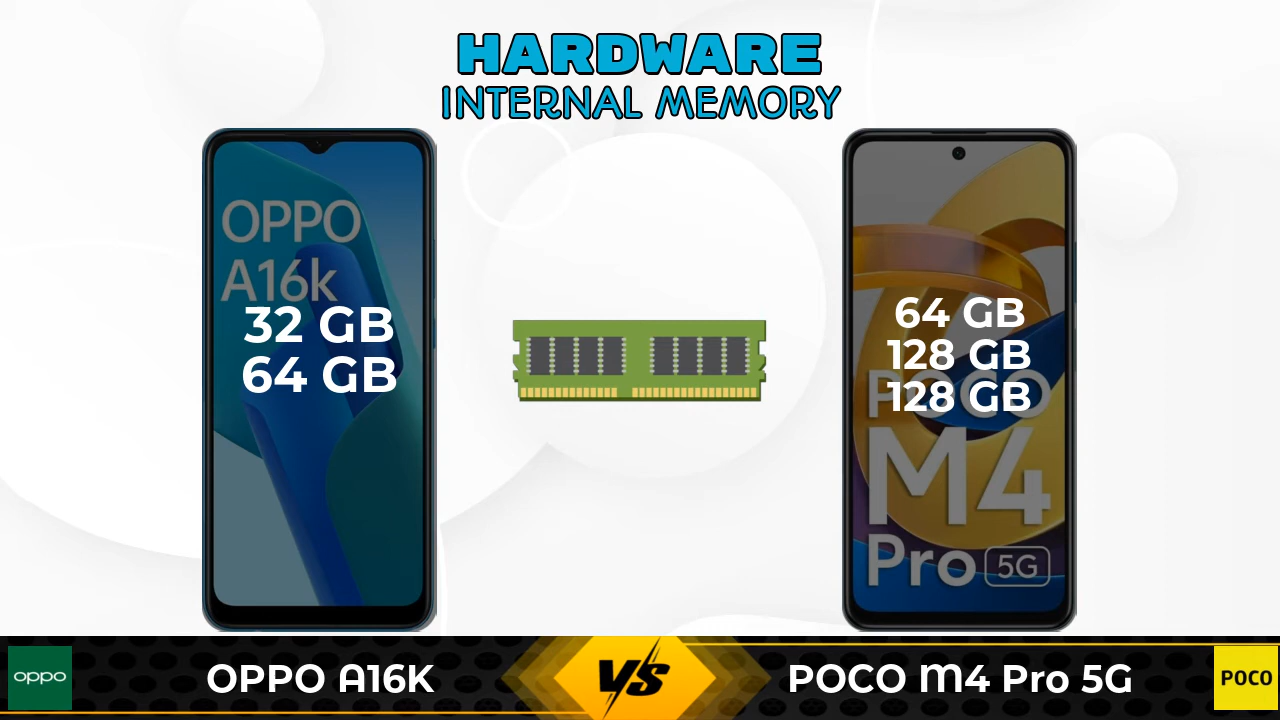 HARDWARE
INTERNAL MEMORY
OPPO
A16k
32 GB
64 GB
64 GB
128 GB
128 GB
POCO
M4
Pro 5G
oppo
OPPO A16K
VS
POCO M4 Pro 5G
POCO